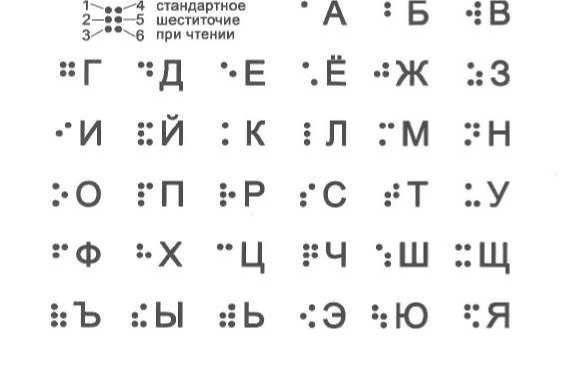 1 4 стандартное А Б В
2 5 шеститочие
3 6 при чтении
Г Д Е Ё Ж З
И Й К Л М Н
О П Р С Т У
Ф Х Ц Ч Ш Щ
Ъ Ы Ь Э Ю Я